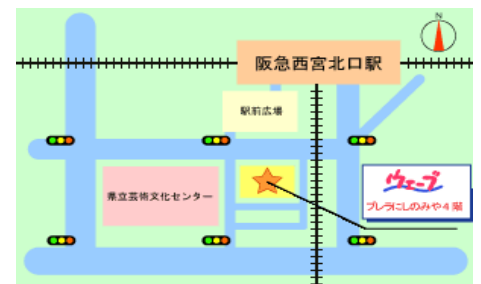 N
阪急西宮北口駅
駅前広場
県立芸術文化センター
ウェーブ
プレラにしのみや4階